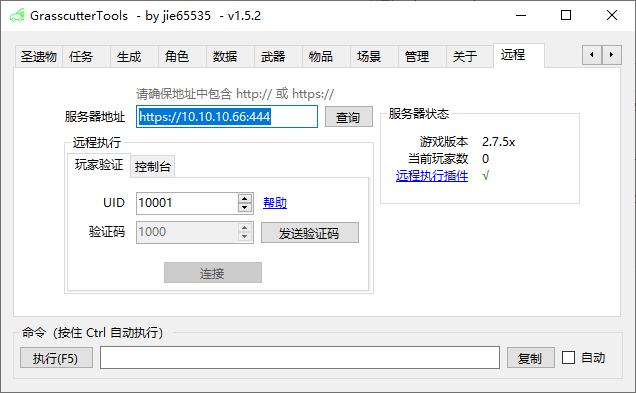 GrasscutterTools - by jie65535 - v1.5.2
圣遗物 任务 生成 角色 数据 武器 物品 场景 管理 关于 远程
请确保地址中包含 http:// 或 https://
服务器地址 https://10.10.10.66:444 查询
服务器状态
游戏版本 2.7.5x
当前玩家数 0
远程执行插件 √
远程执行
玩家验证 控制台
UID 10001 帮助
验证码 1000 发送验证码
连接
命令（按住 Ctrl 自动执行）
执行(F5) 复制 自动